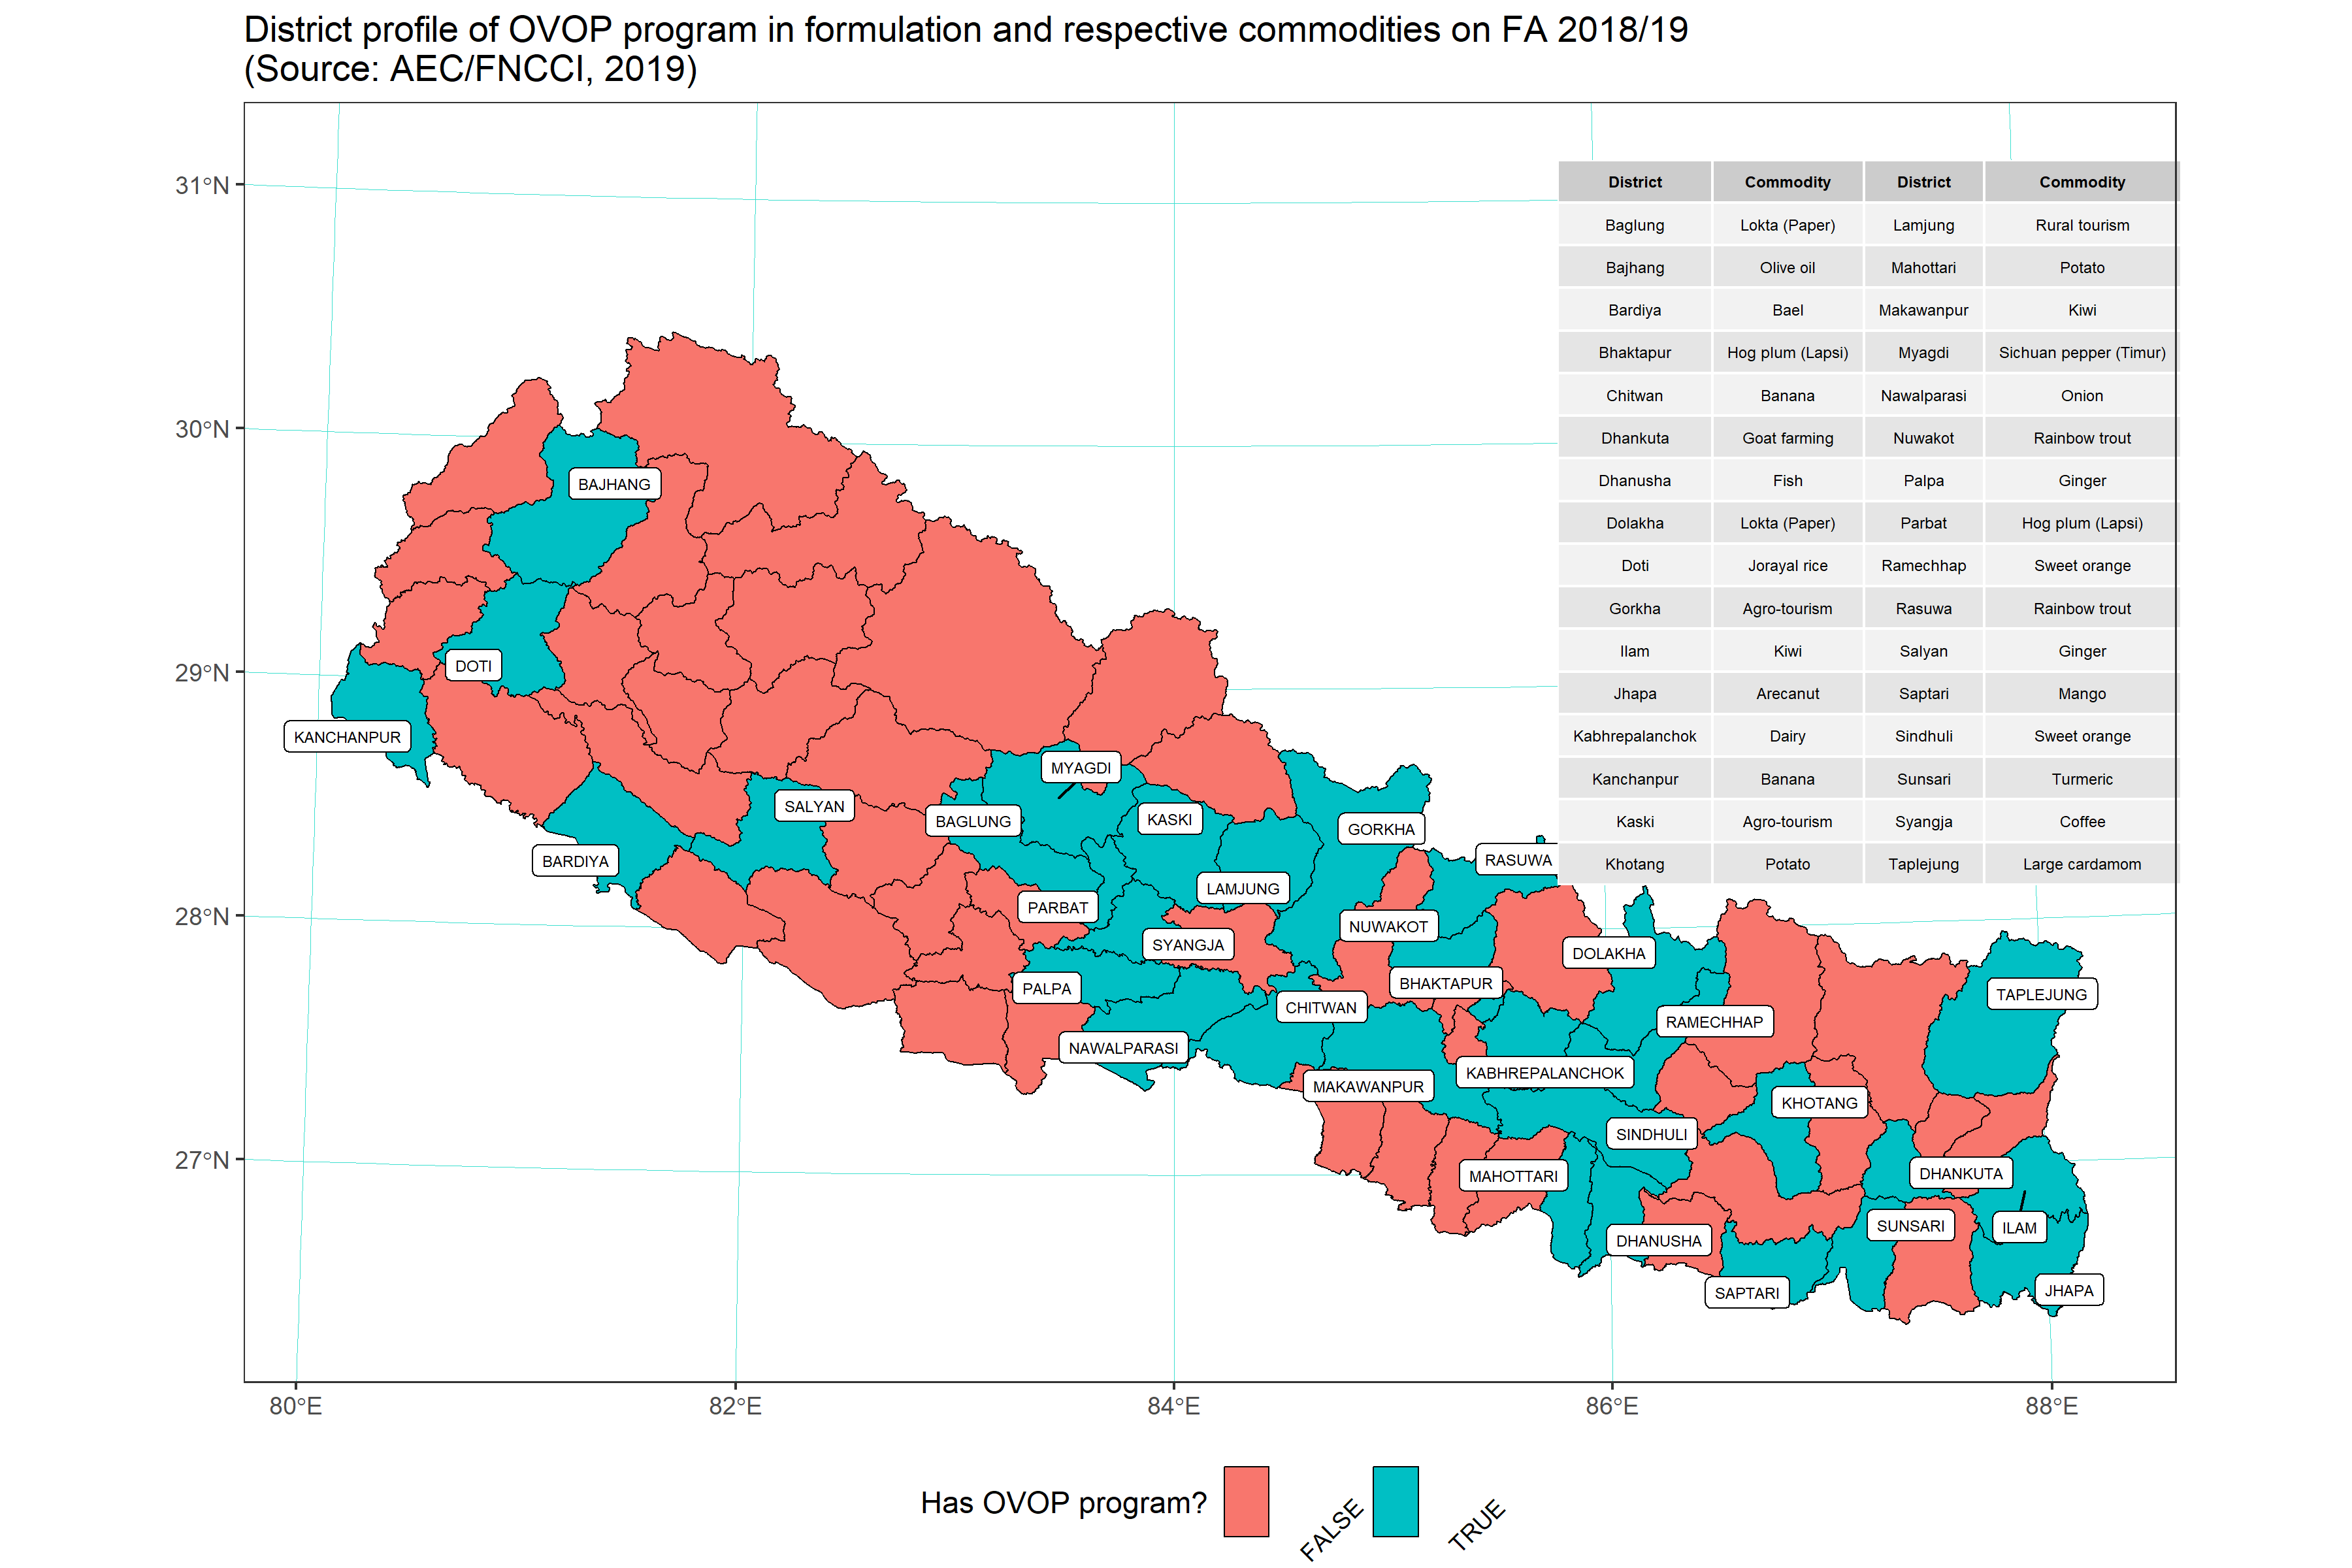 District profile of OVOP program in formulation and respective commodities on FA 2018/19
(Source: AEC/FNCCI, 2019)
31°N
30°N
29°N
28°N
27°N
District Commodity District Commodity
Baglung Lokta (Paper) Lamjung Rural tourism
Bajhang Olive oil Mahottari Potato
Bardiya Bael Makawanpur Kiwi
Bhaktapur Hog plum (Lapsi) Myagdi Sichuan pepper (Timur)
Chitwan Banana Nawalparasi Onion
Dhankuta Goat farming Nuwakot Rainbow trout
Dhanusha Fish Palpa Ginger
Dolakha Lokta (Paper) Parbat Hog plum (Lapsi)
Doti Jorayal rice Ramechhap Sweet orange
Gorkha Agro-tourism Rasuwa Rainbow trout
Ilam Kiwi Salyan Ginger
Jhapa Arecanut Saptari Mango
Kabhrepalanchok Dairy Sindhuli Sweet orange
Kanchanpur Banana Sunsari Turmeric
Kaski Agro-tourism Syangja Coffee
Khotang Potato Taplejung Large cardamom
BAJHANG
DOTI
KANCHANPUR
MYAGDI
SALYAN
BAGLUNG
KASKI
GORKHA
BARDIYA
RASUWA
LAMJUNG
PARBAT
NUWAKOT
SYANGJA
DOLAKHA
BHAKTAPUR
PALPA
TAPLEJUNG
CHITWAN
RAMECHHAP
NAWALPARASI
KABHREPALANCHOK
MAKAWANPUR
KHOTANG
SINDHULI
MAHOTTARI
DHANKUTA
SUNSARI
ILAM
DHANUSHA
SAPTARI
JHAPA
80°E 82°E 84°E 86°E 88°E
Has OVOP program? FALSE TRUE